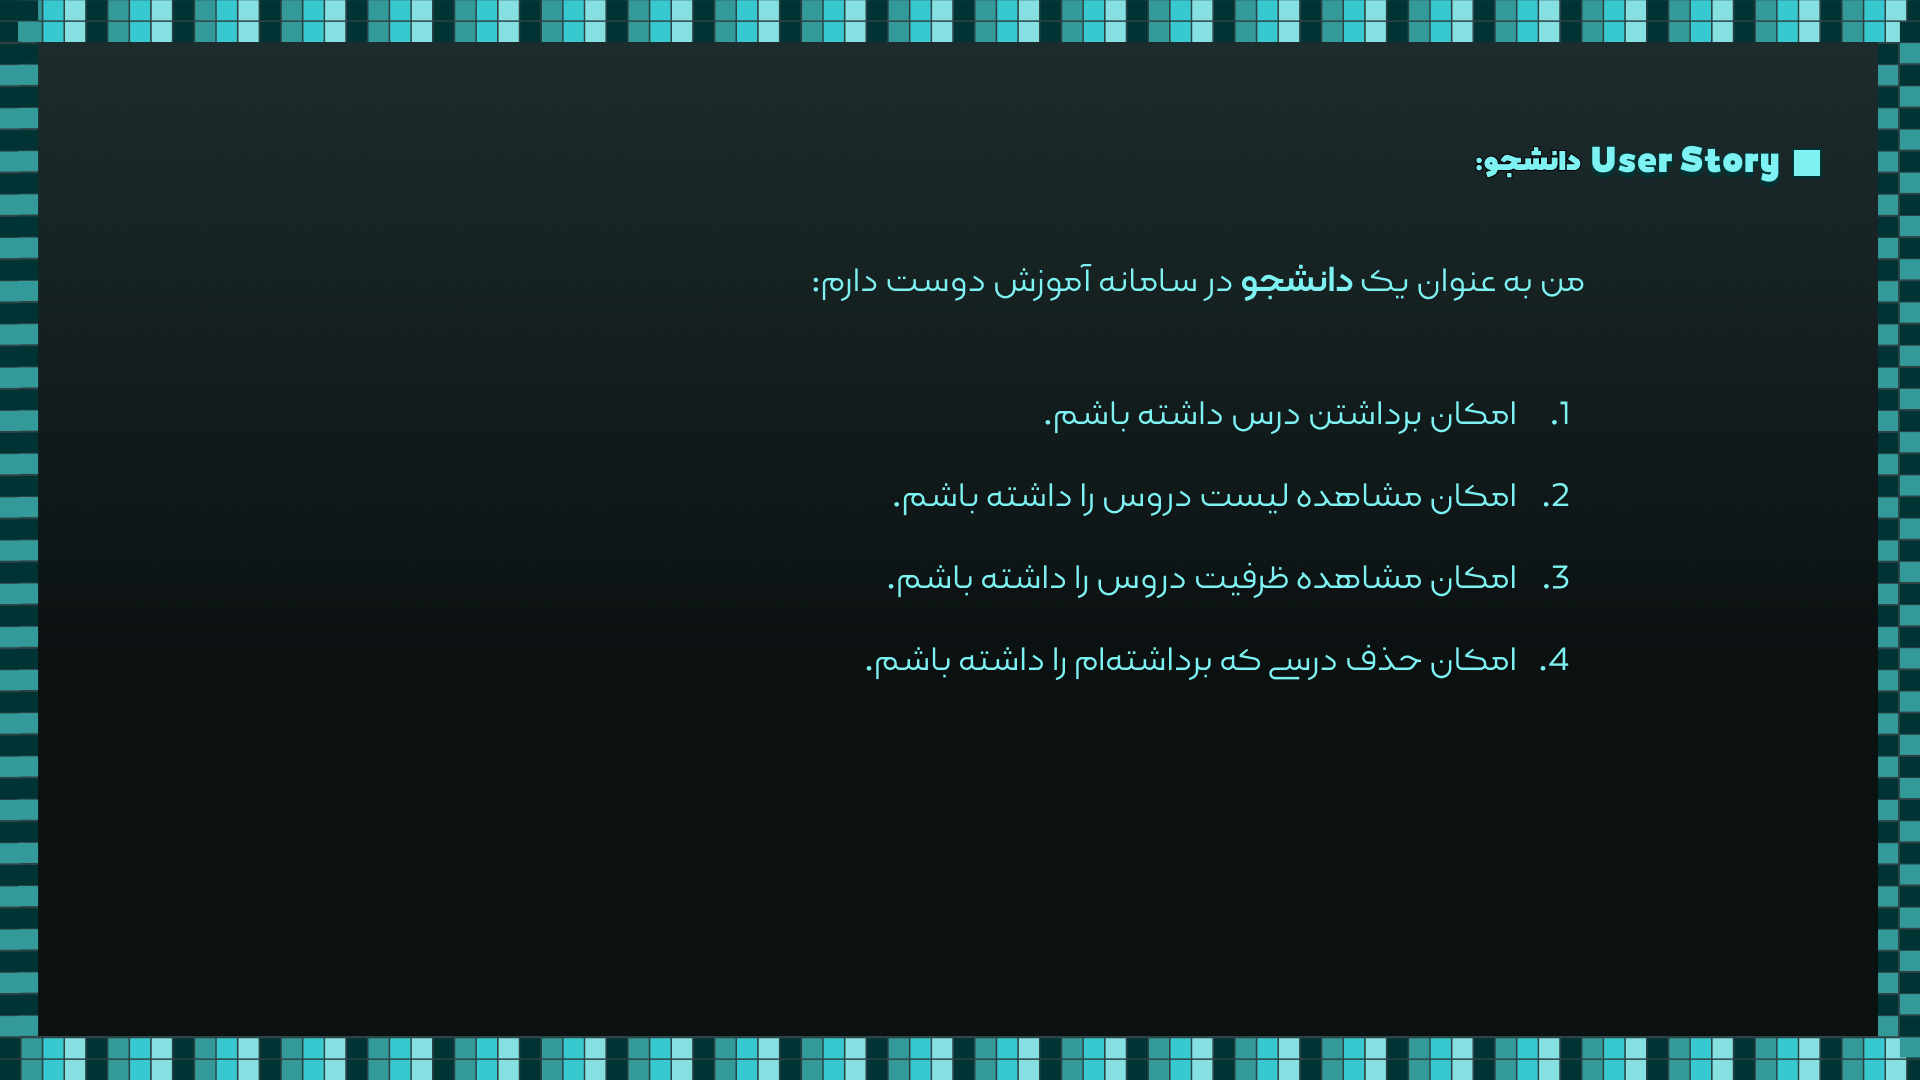 User Story دانشجو:
من به عنوان یک دانشجو در سامانه آموزش دوست دارم:
1. امکان برداشتن درس داشته باشم.
2. امکان مشاهده لیست دروس را داشته باشم.
3. امکان مشاهده ظرفیت دروس را داشته باشم.
4. امکان حذف درسی که برداشته‌ام را داشته باشم.